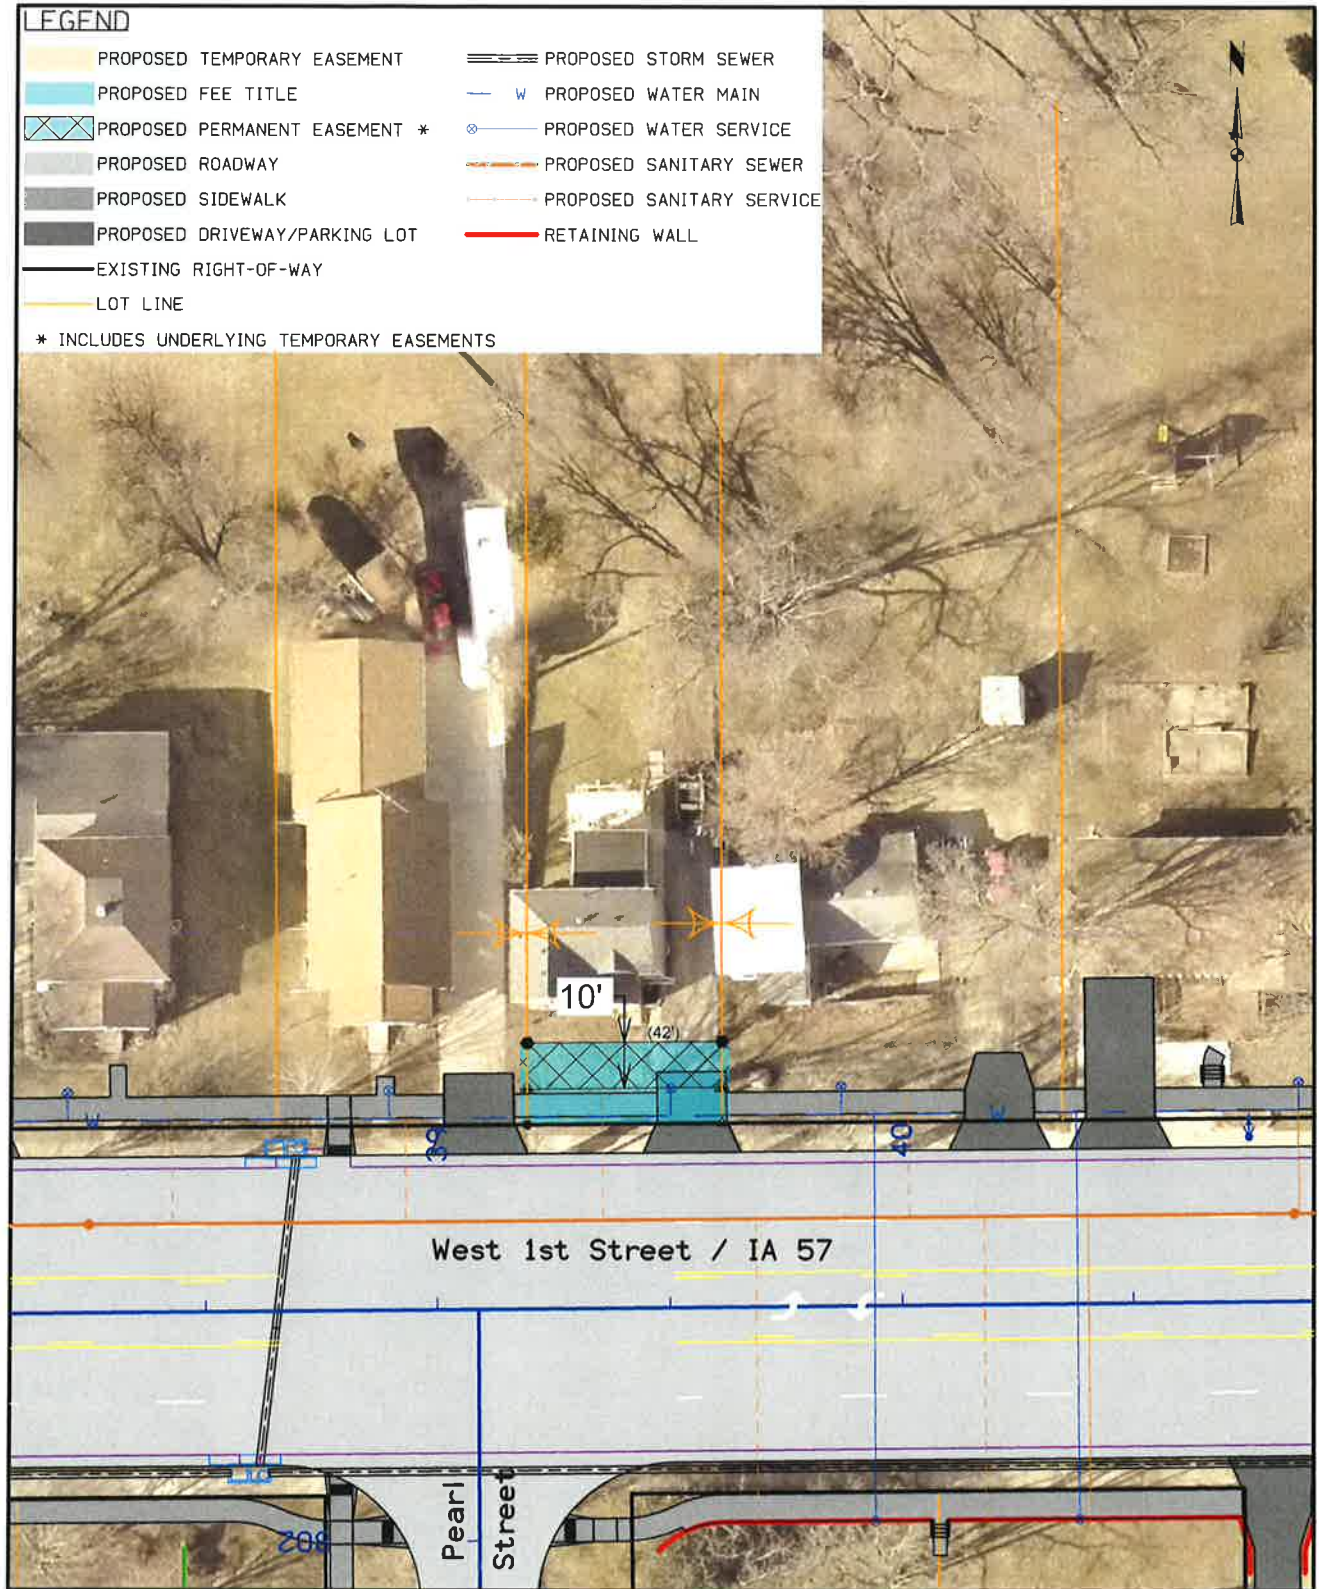 LEGEND
PROPOSED TEMPORARY EASEMENT
PROPOSED FEE TITLE
PROPOSED PERMANENT EASEMENT *
PROPOSED ROADWAY
PROPOSED SIDEWALK
PROPOSED DRIVEWAY/PARKING LOT
EXISTING RIGHT-OF-WAY
LOT LINE
* INCLUDES UNDERLYING TEMPORARY EASEMENTS
PROPOSED STORM SEWER
W PROPOSED WATER MAIN
PROPOSED WATER SERVICE
PROPOSED SANITARY SEWER
PROPOSED SANITARY SERVICE
RETAINING WALL
N
10'
(42')
W
W
39
40
West 1st Street / IA 57
Pearl
Street
802